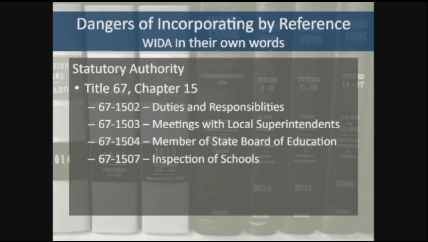 Dangers of Incorporating by Reference
WIDA In their own words
Statutory Authority
• Title 67, Chapter 15
– 67-1502 – Duties and Responsiblities
– 67-1503 – Meetings with Local Superintendents
– 67-1504 – Member of State Board of Education
– 67-1507 – Inspection of Schools